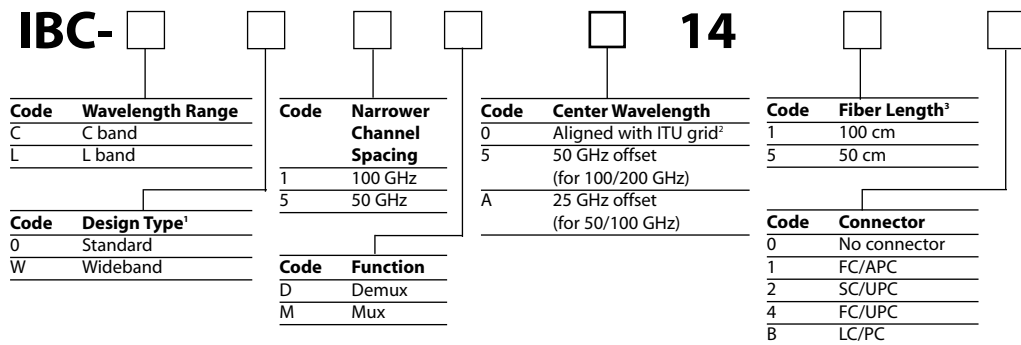 IBC- 14
Code Wavelength Range
C C band
L L band
Code Design Type¹
0 Standard
W Wideband
Code Narrower
Channel
Spacing
1 100 GHz
5 50 GHz
Code Function
D Demux
M Mux
Code Center Wavelength
0 Aligned with ITU grid²
5 50 GHz offset
(for 100/200 GHz)
A 25 GHz offset
(for 50/100 GHz)
Code Fiber Length³
1 100 cm
5 50 cm
Code Connector
0 No connector
1 FC/APC
2 SC/UPC
4 FC/UPC
B LC/PC